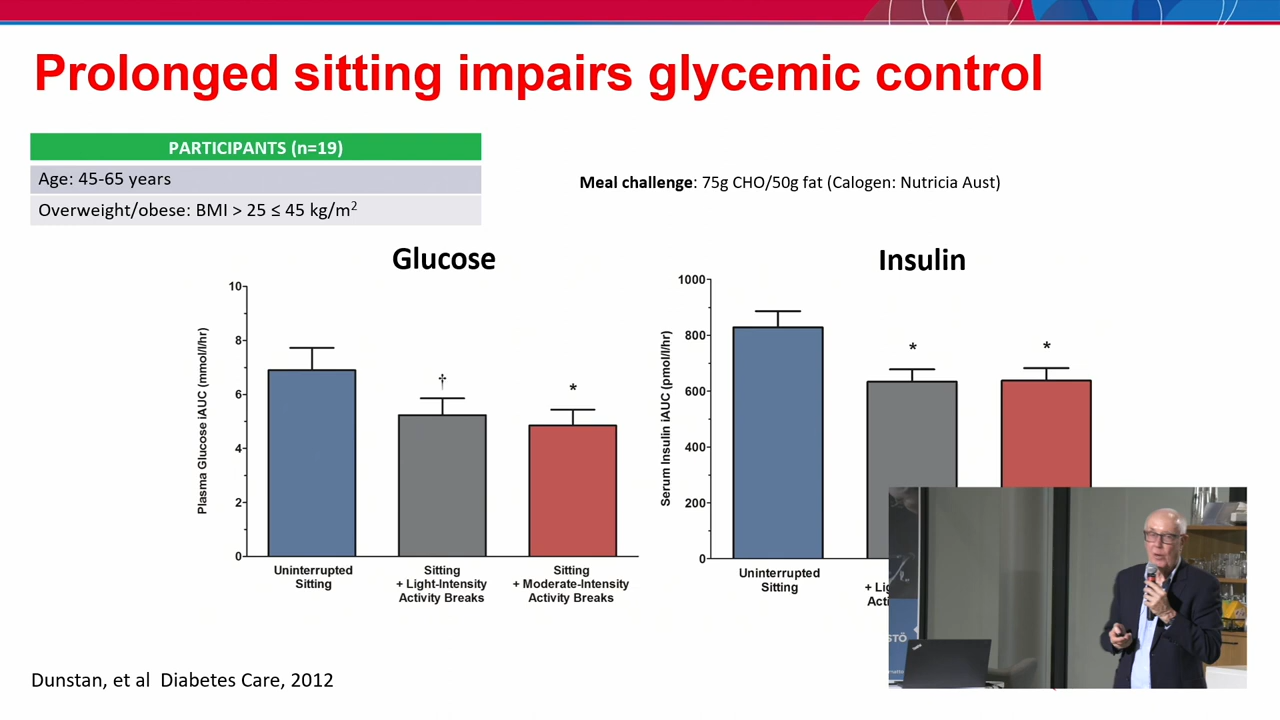 Prolonged sitting impairs glycemic control
PARTICIPANTS (n=19)
Age: 45-65 years
Overweight/obese: BMI > 25 ≤ 45 kg/m²
Meal challenge: 75g CHO/50g fat (Calogen: Nutricia Aust)
Glucose
Plasma Glucose iAUC (mmol/l/hr)
10
8
6
4
2
0
†
*
Uninterrupted
Sitting
Sitting
+ Light-Intensity
Activity Breaks
Sitting
+ Moderate-Intensity
Activity Breaks
Insulin
Serum Insulin iAUC (pmol/l/hr)
1000
800
600
400
200
0
*
*
Uninterrupted
Sitting
Dunstan, et al Diabetes Care, 2012